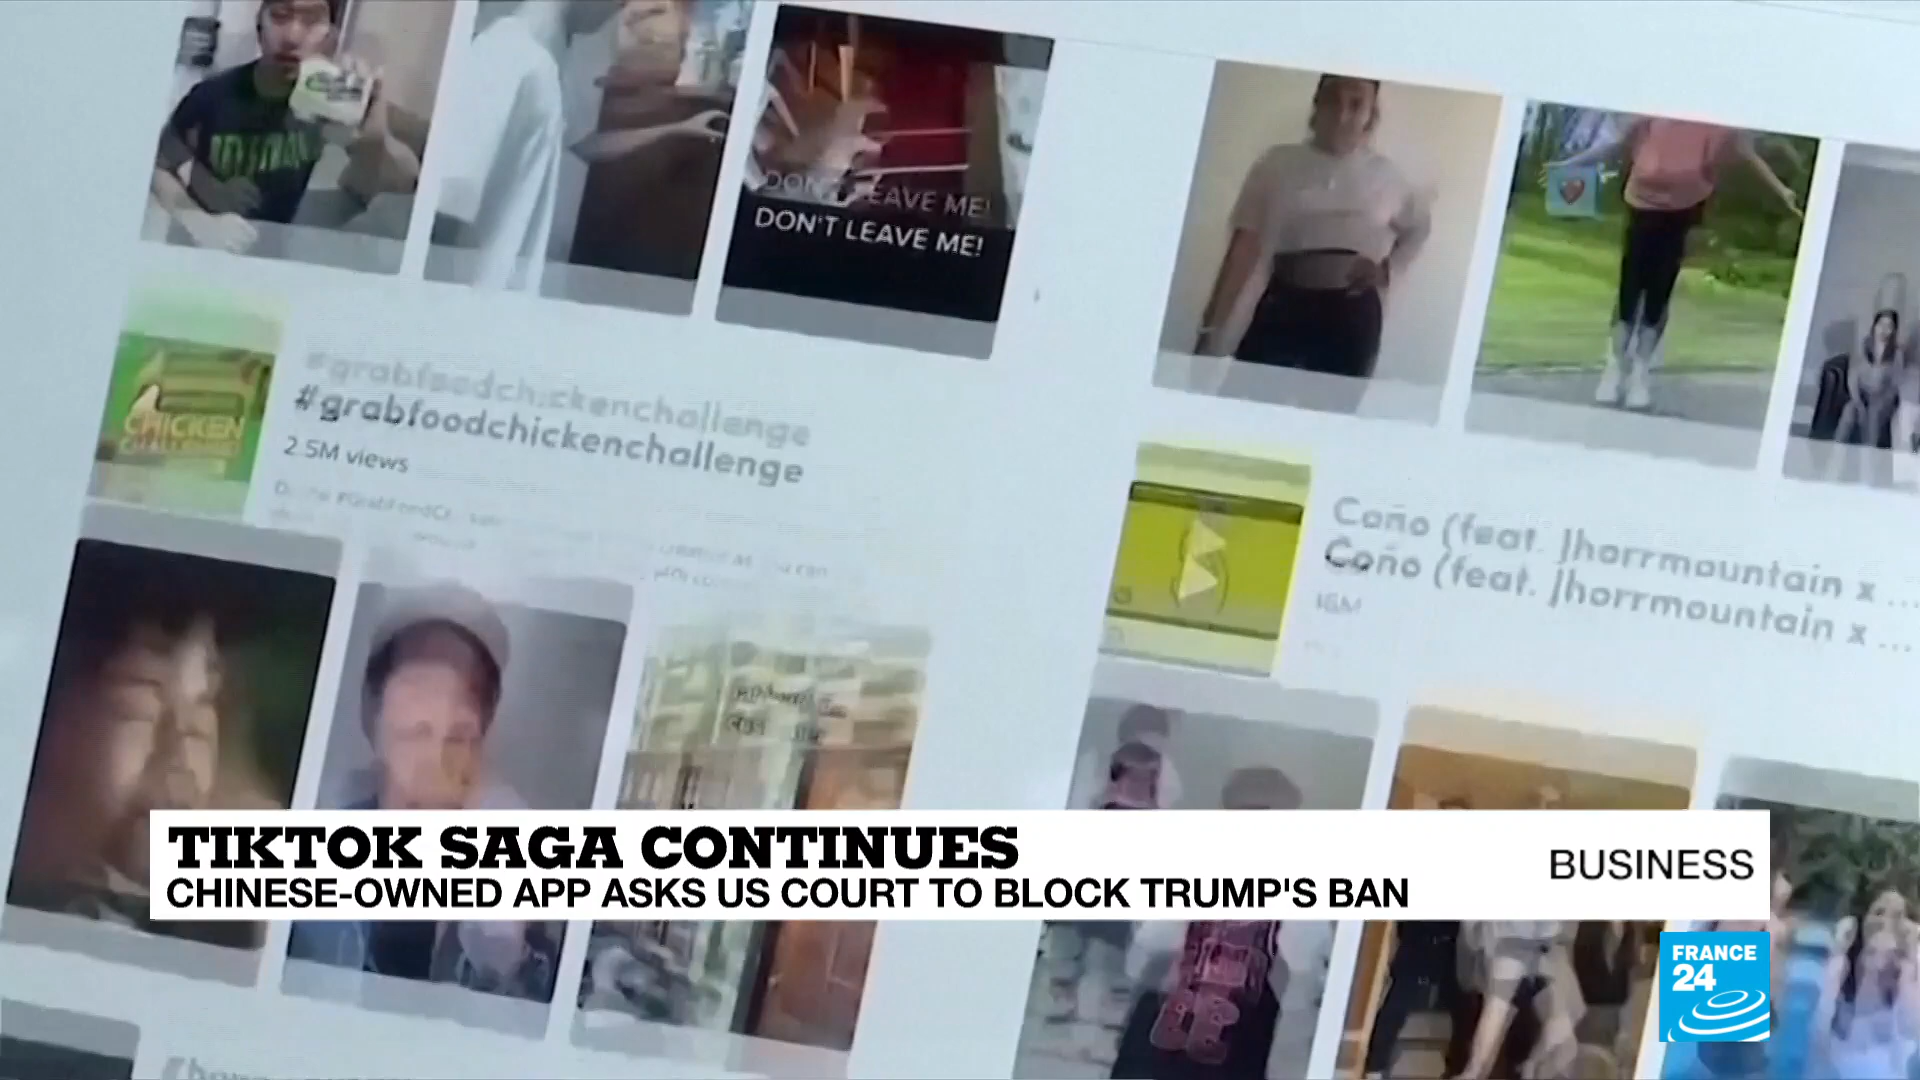 DON'T LEAVE ME!
DON'T LEAVE ME!
CHICKEN
#grabfoodchickenchallenge
#grabfoodchickenchallenge
2.5M views
Coño (feat. Jhorrmountain x ...
Coño (feat. Jhorrmountain x ...
16M
TIKTOK SAGA CONTINUES
CHINESE-OWNED APP ASKS US COURT TO BLOCK TRUMP'S BAN
BUSINESS
FRANCE
24